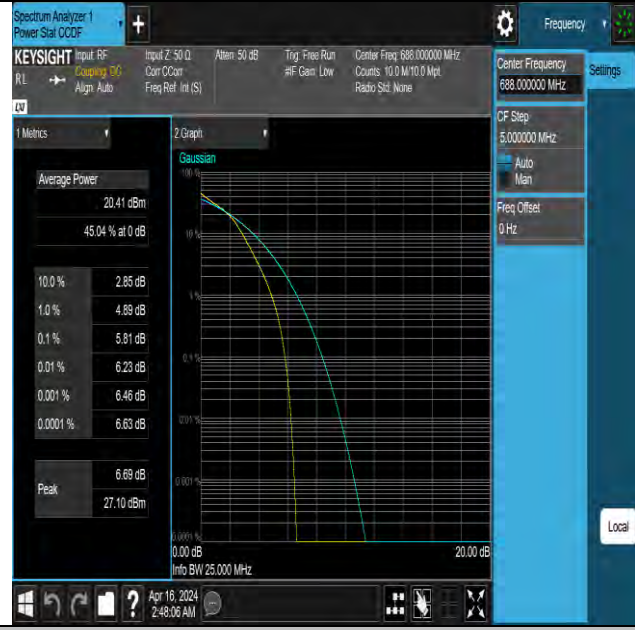 Spectrum Analyzer 1
Power Stat CCDF
Frequency
KEYSIGHT
RL
LXI
Input: RF
Coupling: DC
Align: Auto
Input Z: 50 Ω
Corr CCorr
Freq Ref: Int (S)
Atten: 50 dB
Trig: Free Run
#IF Gain: Low
Center Freq: 688.000000 MHz
Counts: 10.0 M/10.0 Mpt
Radio Std: None
1 Metrics
Average Power
20.41 dBm
45.04 % at 0 dB
10.0 % 2.85 dB
1.0 % 4.89 dB
0.1 % 5.81 dB
0.01 % 6.23 dB
0.001 % 6.46 dB
0.0001 % 6.63 dB
Peak
6.69 dB
27.10 dBm
2 Graph
Gaussian
100 %
10 %
1 %
0.1 %
0.01 %
0.001 %
0.0001 %
0.00 dB 20.00 dB
Info BW 25.000 MHz
Center Frequency
688.000000 MHz
CF Step
5.000000 MHz
Auto
Man
Freq Offset
0 Hz
Settings
Local
Apr 16, 2024
2:48:06 AM